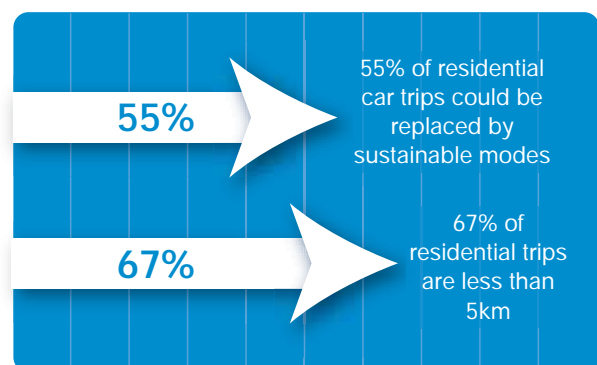 55%
55% of residential
car trips could be
replaced by
sustainable modes
67%
67% of
residential trips
are less than
5km